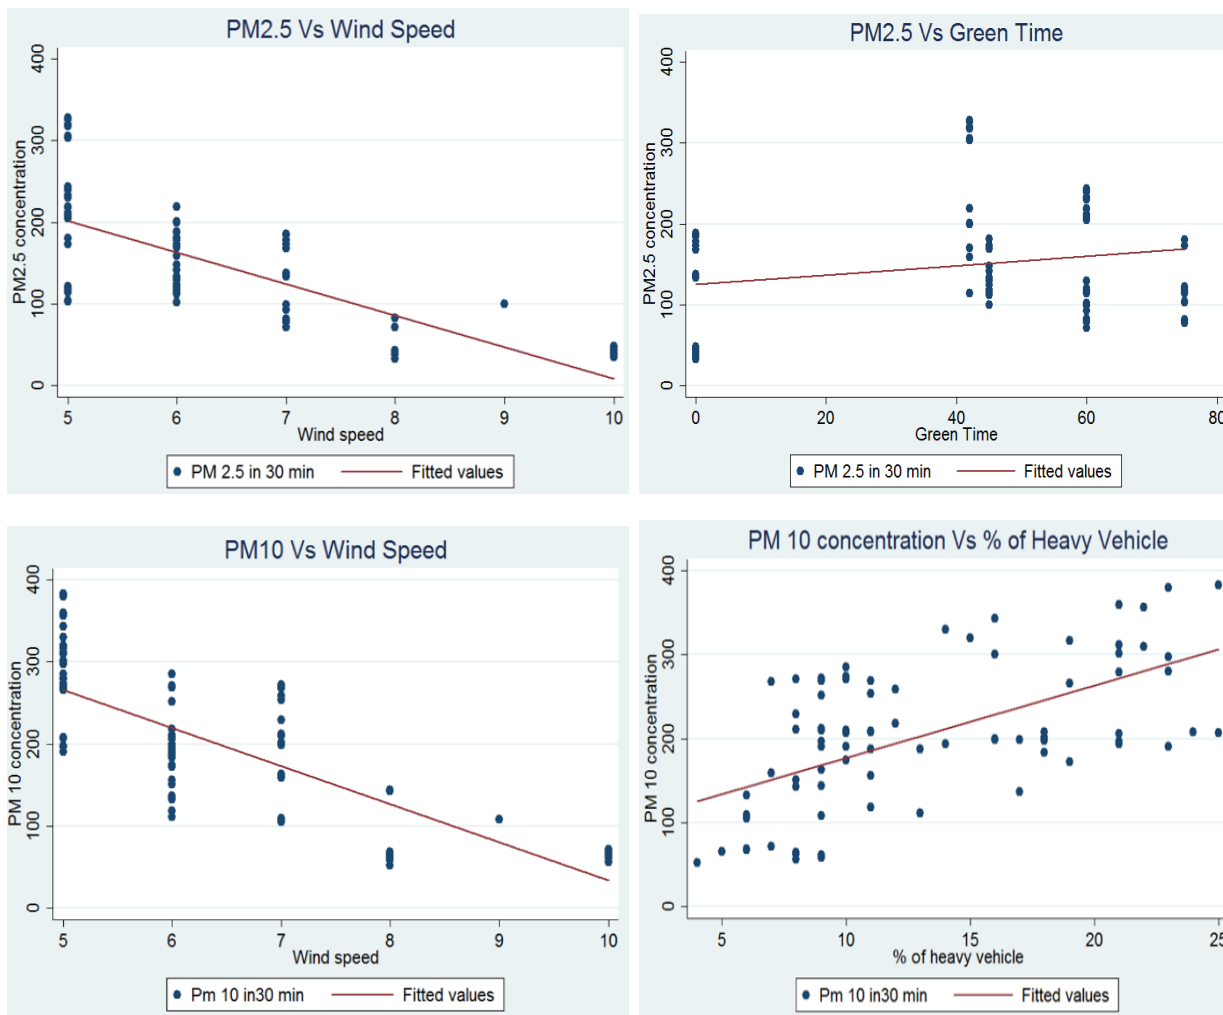 PM2.5 Vs Wind Speed
PM2.5 concentration
400
300
200
100
0
5 6 7 8 9 10
Wind speed
PM 2.5 in 30 min Fitted values
PM2.5 Vs Green Time
PM2.5 concentration
400
300
200
100
0
0 20 40 60 80
Green Time
PM 2.5 in 30 min Fitted values
PM10 Vs Wind Speed
PM 10 concentration
400
300
200
100
0
5 6 7 8 9 10
Wind speed
Pm 10 in30 min Fitted values
PM 10 concentration Vs % of Heavy Vehicle
PM 10 concentration
400
300
200
100
0
5 10 15 20 25
% of heavy vehicle
Pm 10 in30 min Fitted values